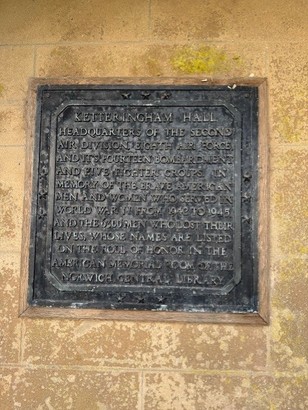 KETTERINGHAM HALL
HEADQUARTERS OF THE SECOND
AIR DIVISION EIGHTH AIR FORCE
AND ITS FOURTEEN BOMBARDMENT
AND FIVE FIGHTER GROUPS IN
MEMORY OF THE BRAVE AMERICAN
MEN AND WOMEN WHO SERVED IN
WORLD WAR II FROM 1942 TO 1945
AND THE 6,700 MEN WHO LOST THEIR
LIVES, WHOSE NAMES ARE LISTED
ON THE ROLL OF HONOR IN THE
AMERICAN MEMORIAL ROOM OF THE
NORWICH CENTRAL LIBRARY